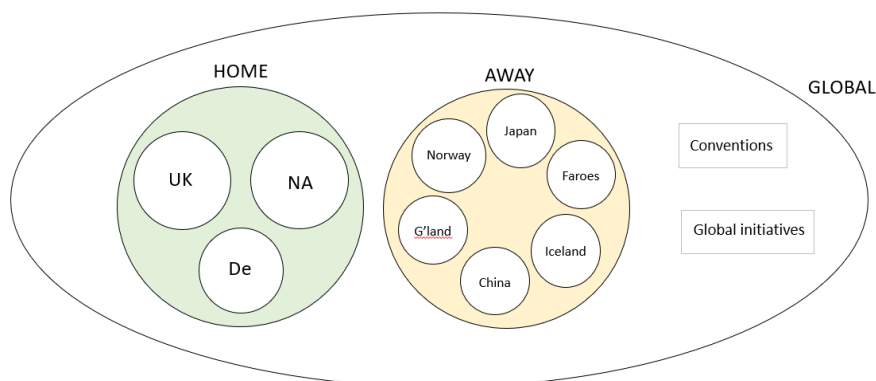 HOME
AWAY
GLOBAL
UK
NA
De
Norway
Japan
Faroes
G'land
Iceland
China
Conventions
Global initiatives